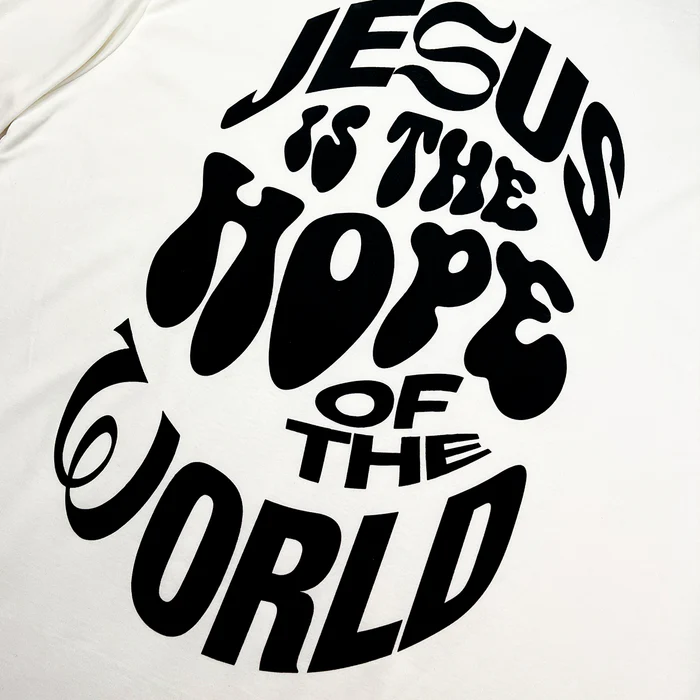 JESUS
IS THE
HOPE
OF
THE
WORLD